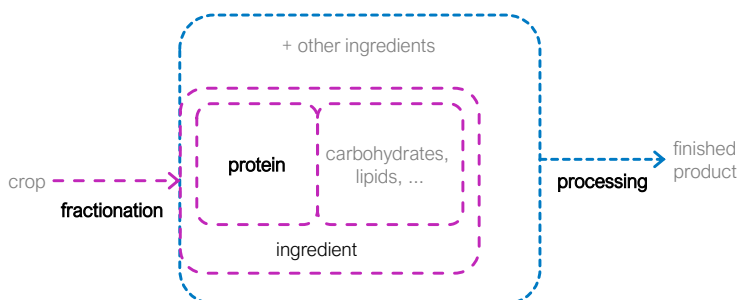 + other ingredients
crop
fractionation
protein
carbohydrates,
lipids, ...
ingredient
processing
finished
product